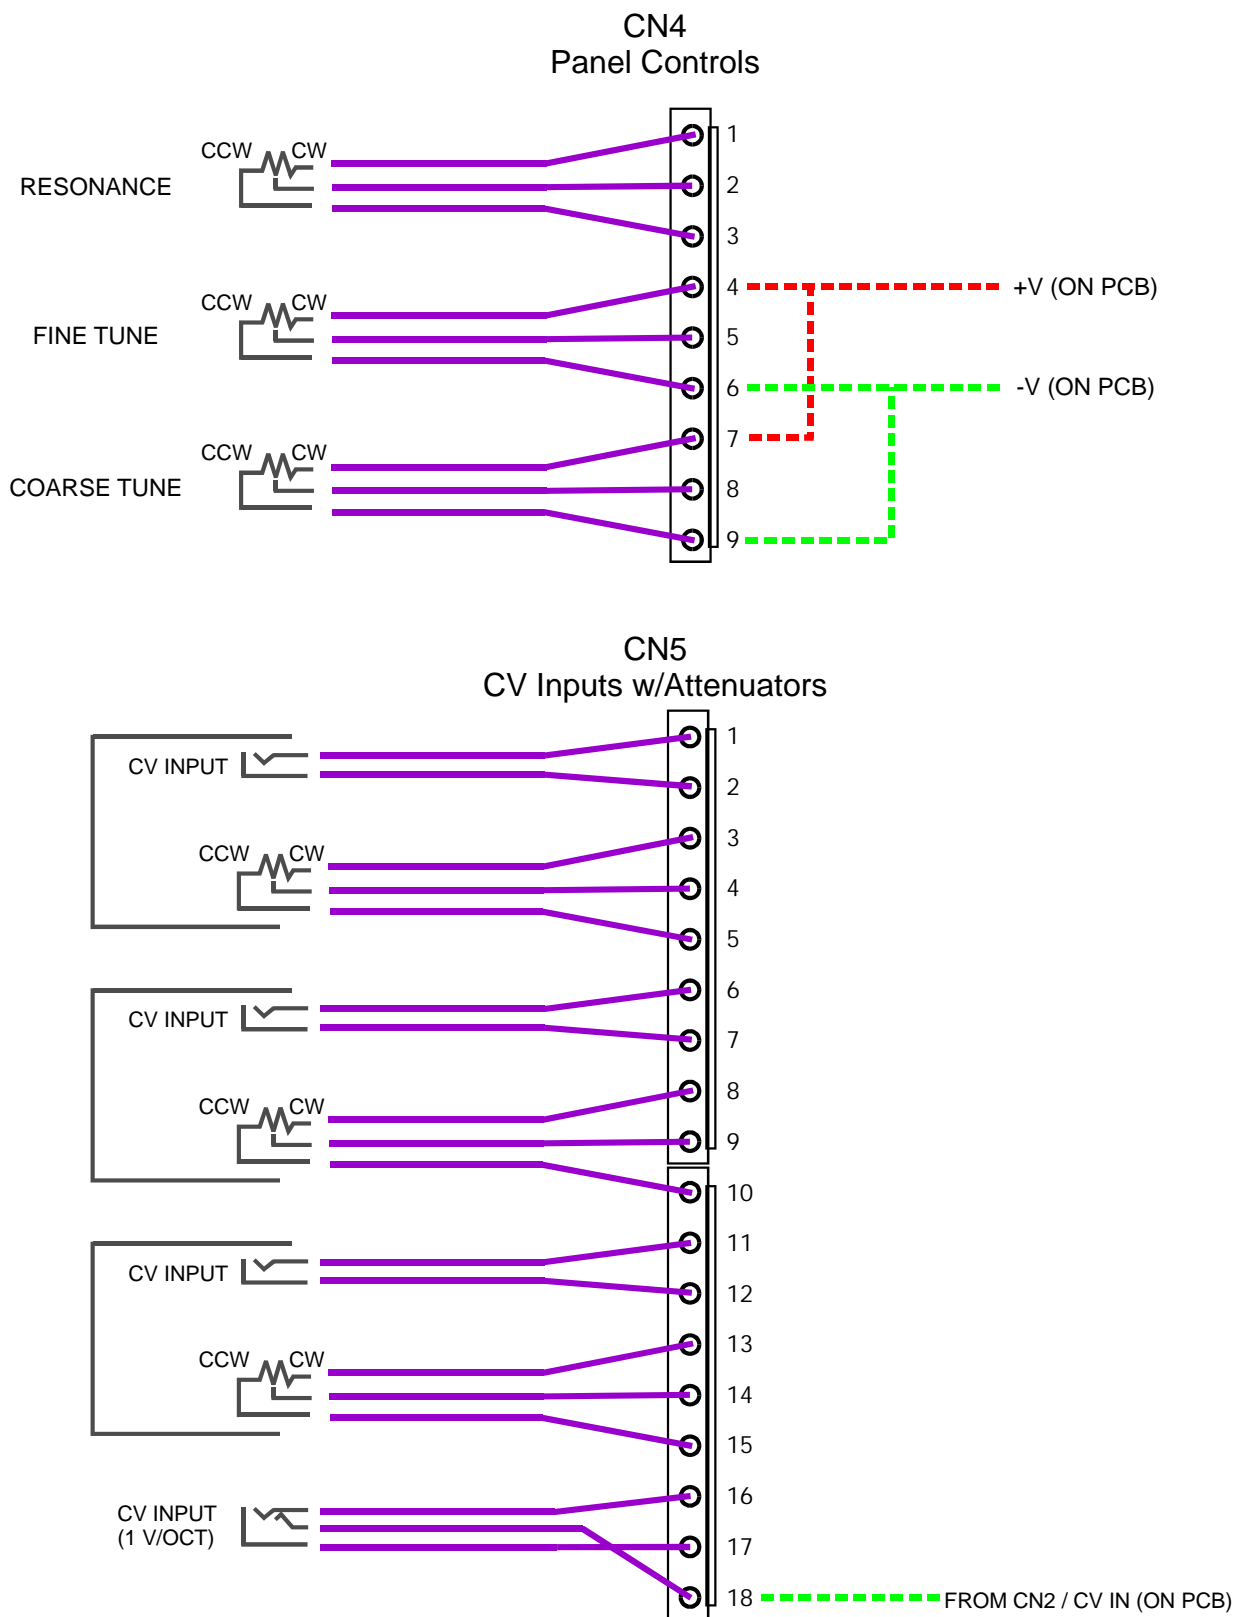 CN4
Panel Controls
CCW CW
RESONANCE
1
2
3
CCW CW
FINE TUNE
4
5
6
+V (ON PCB)
-V (ON PCB)
CCW CW
COARSE TUNE
7
8
9
CN5
CV Inputs w/Attenuators
CV INPUT
1
2
CCW CW
3
4
5
CV INPUT
6
7
CCW CW
8
9
10
CV INPUT
11
12
CCW CW
13
14
15
CV INPUT
(1 V/OCT)
16
17
18
FROM CN2 / CV IN (ON PCB)